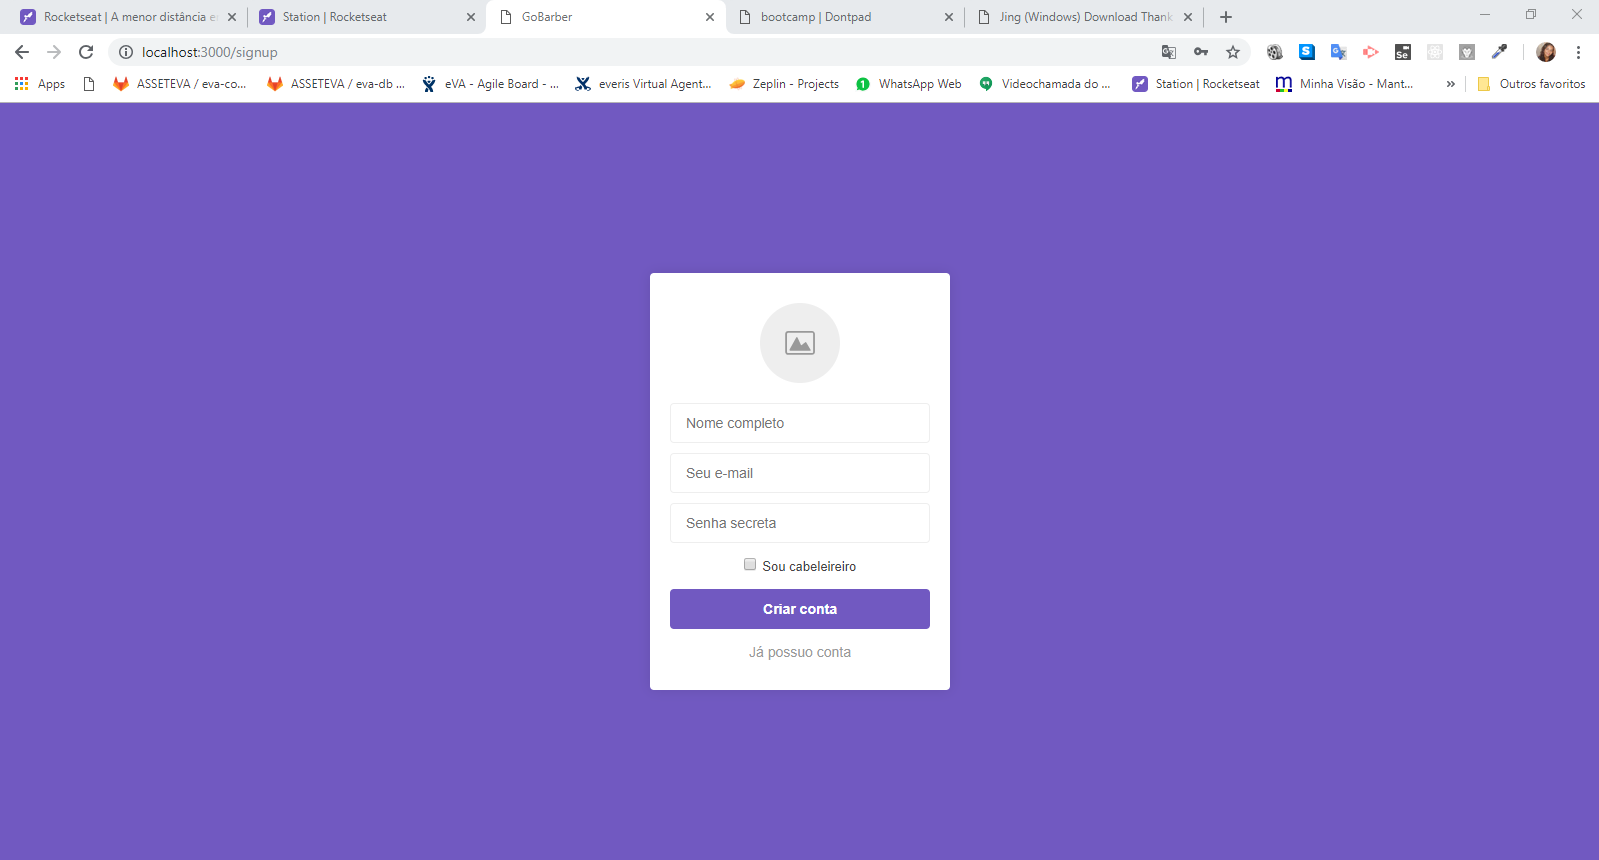 Rocketseat | A menor distância e
Station | Rocketseat
GoBarber
bootcamp | Dontpad
Jing (Windows) Download Thank
localhost:3000/signup
Apps
ASSETEVA / eva-co...
ASSETEVA / eva-db ...
eVA - Agile Board - ...
everis Virtual Agent...
Zeplin - Projects
WhatsApp Web
Videochamada do ...
Station | Rocketseat
Minha Visão - Mant...
»
Outros favoritos
Nome completo
Seu e-mail
Senha secreta
Sou cabeleireiro
Criar conta
Já possuo conta